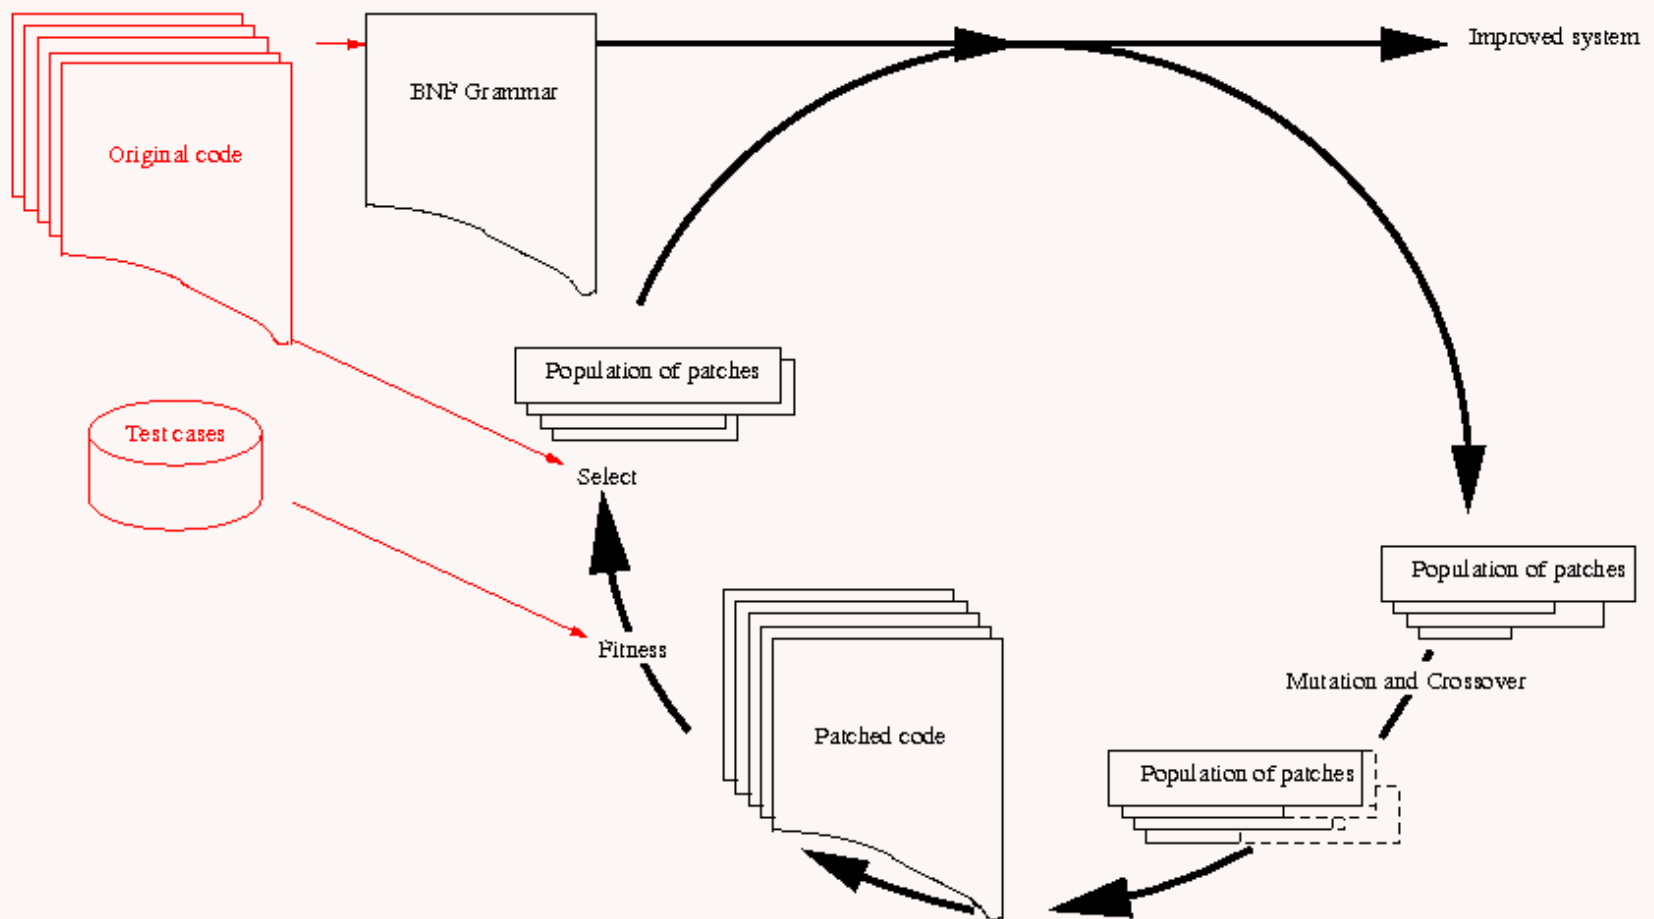 Improved system
BNF Grammar
Original code
Population of patches
Test cases
Select
Population of patches
Fitness
Mutation and Crossover
Patched code
Population of patches